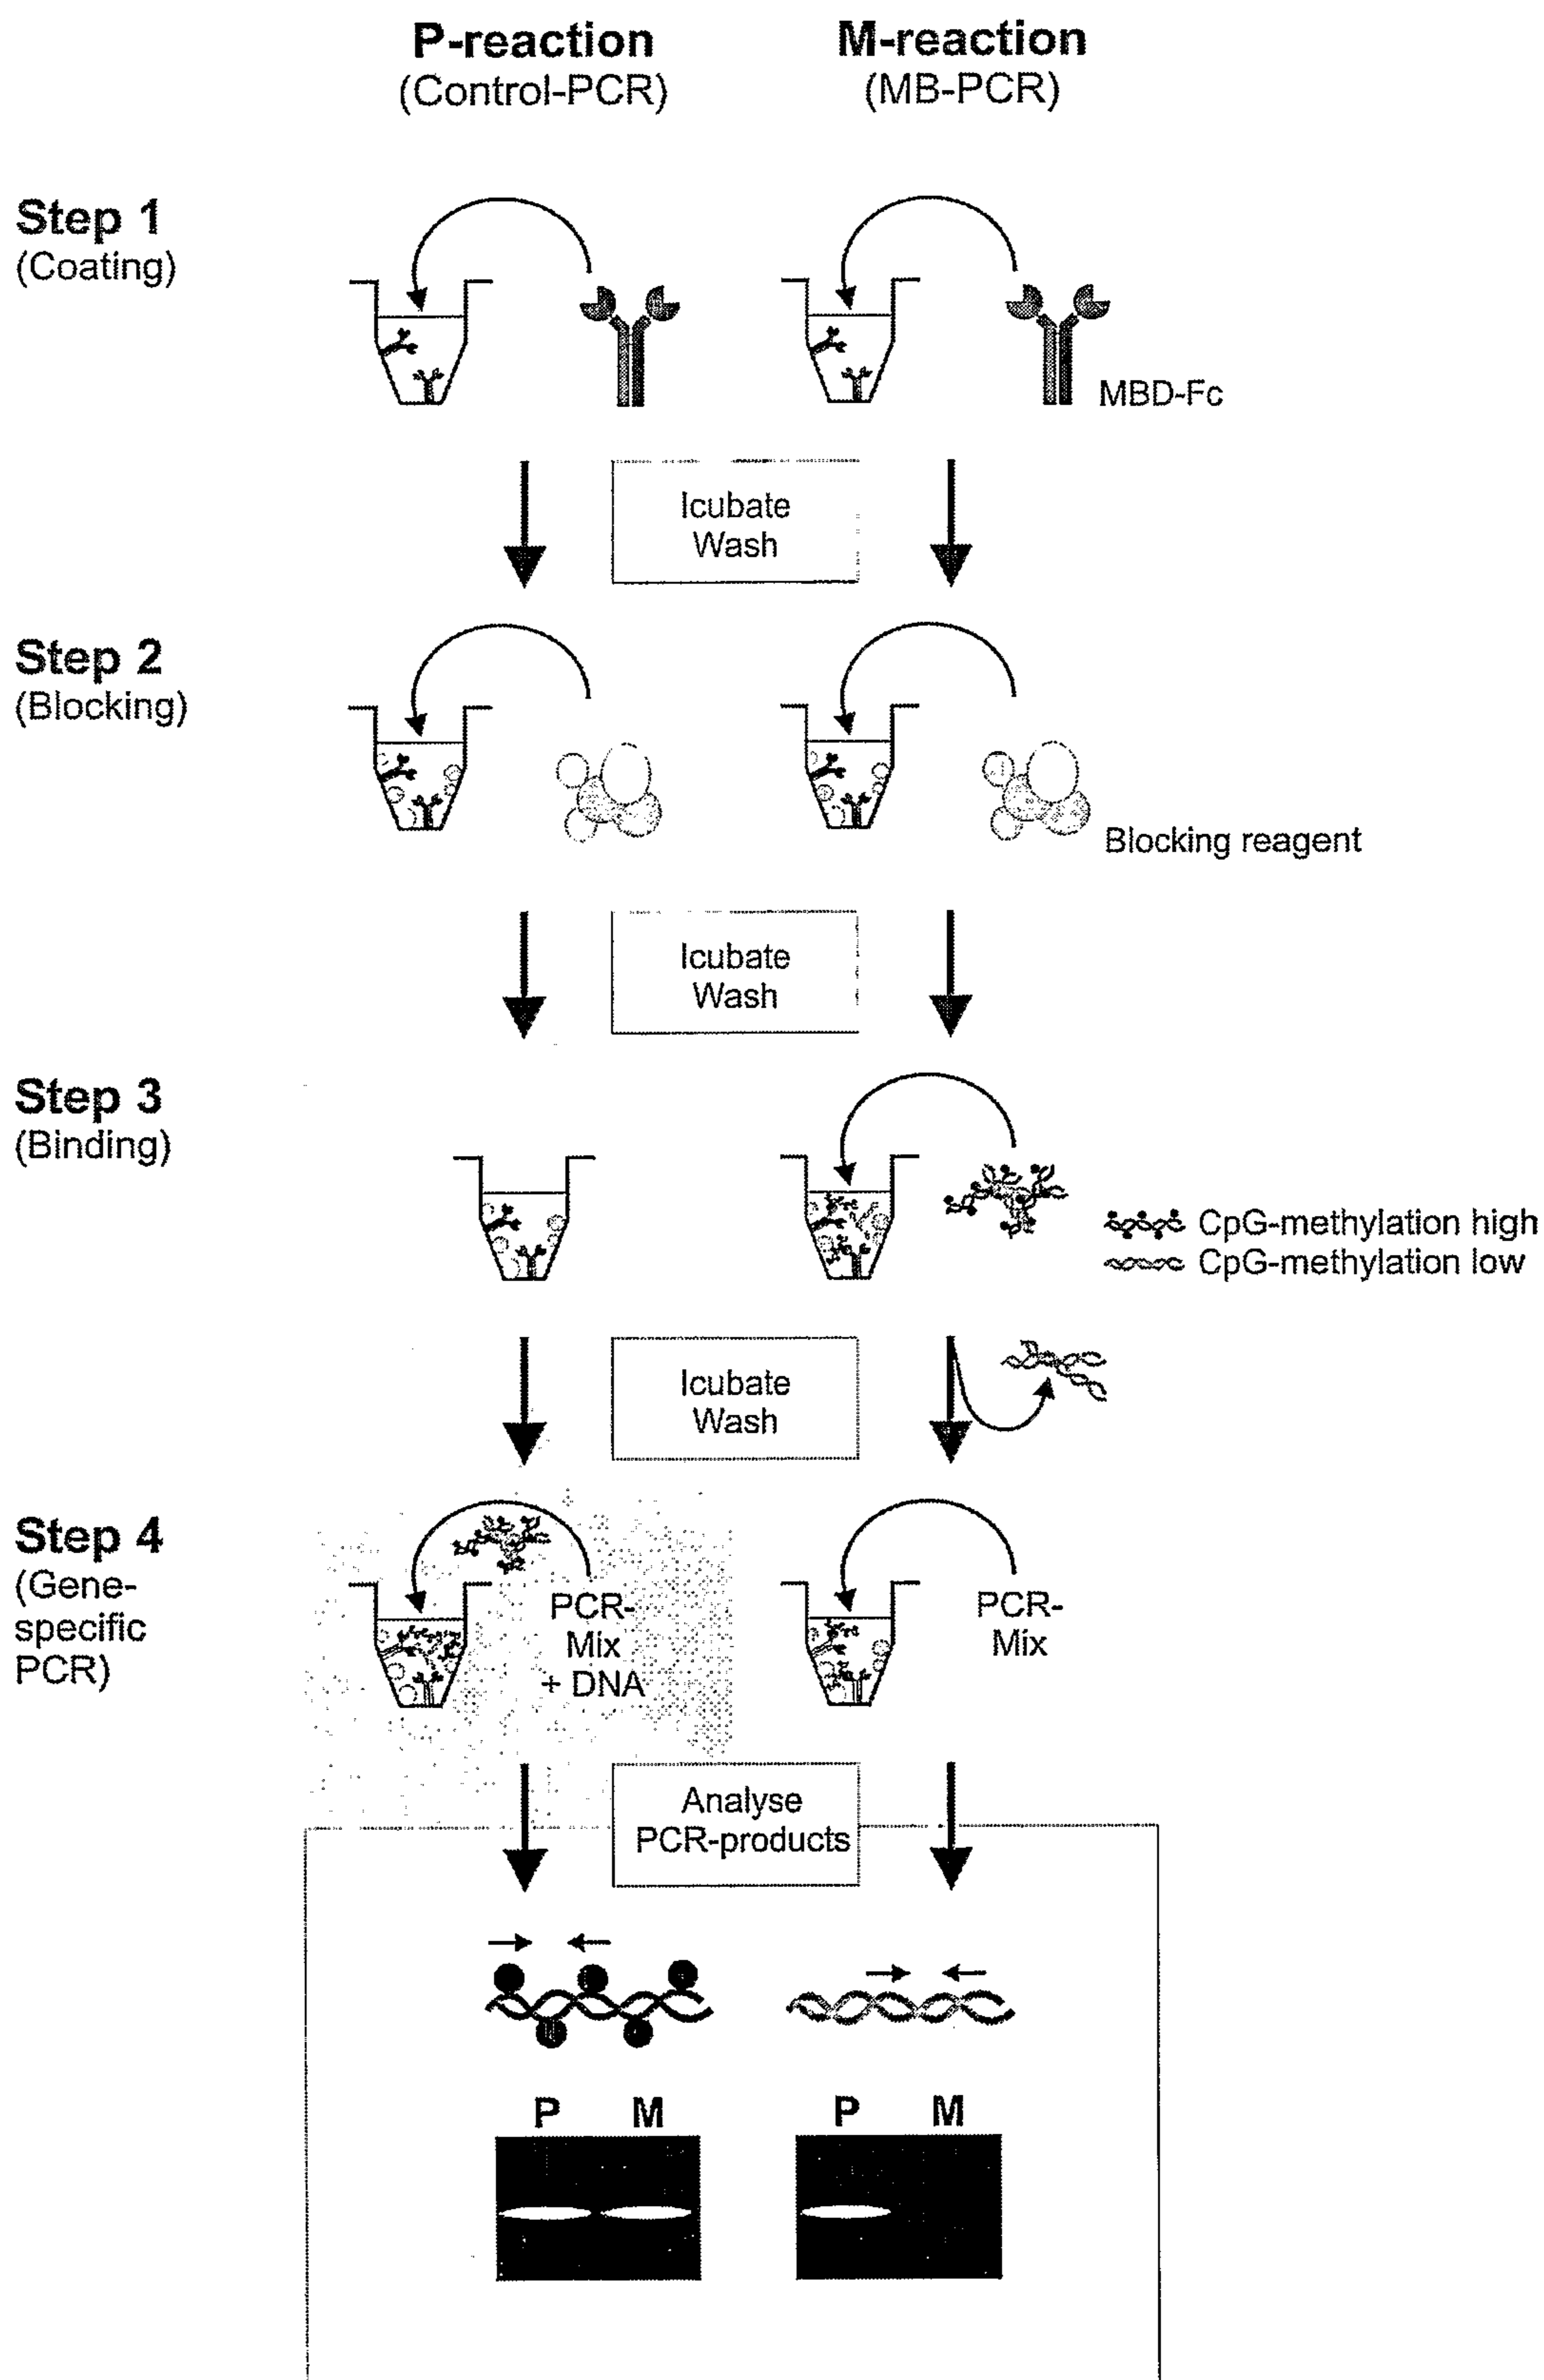 P-reaction
(Control-PCR)
M-reaction
(MB-PCR)
Step 1
(Coating)
MBD-Fc
Icubate
Wash
Step 2
(Blocking)
Blocking reagent
Icubate
Wash
Step 3
(Binding)
CpG-methylation high
CpG-methylation low
Icubate
Wash
Step 4
(Gene-
specific
PCR)
PCR-
Mix
+ DNA
PCR-
Mix
Analyse
PCR-products
P M
P M